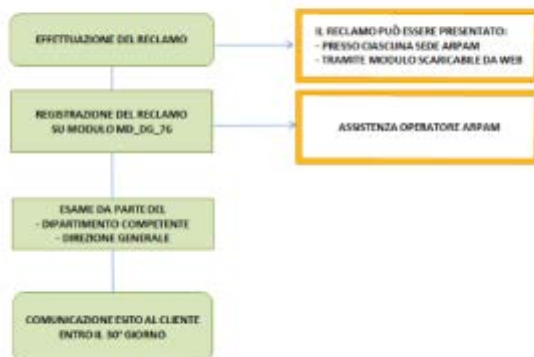 EFFETTUAZIONE DEL RECLAMO
IL RECLAMO PUÒ ESSERE PRESENTATO:
- PRESSO CIASCUNA SEDE ARPAM
- TRAMITE MODULO SCARICABILE DA WEB
REGISTRAZIONE DEL RECLAMO
SU MODULO MD_DG_76
ASSISTENZA OPERATORE ARPAM
ESAME DA PARTE DEL
- DIPARTIMENTO COMPETENTE
- DIREZIONE GENERALE
COMUNICAZIONE ESITO AL CLIENTE
ENTRO IL 30° GIORNO